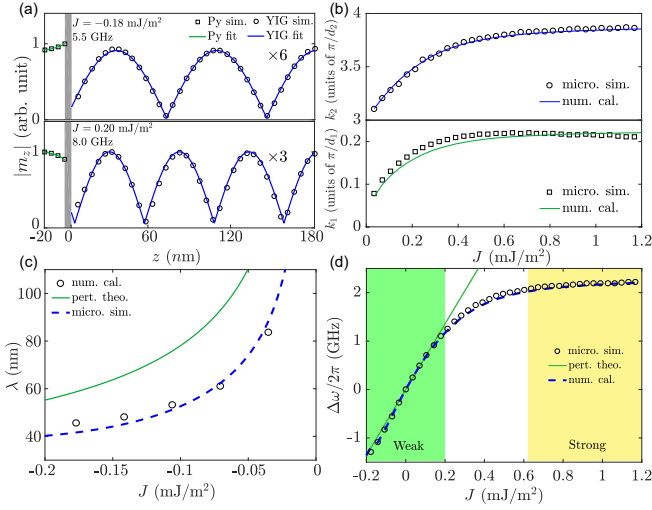 (a)
J = −0.18 mJ/m²
5.5 GHz
Py sim. YIG sim.
Py fit YIG fit
×6
1
0
J = 0.20 mJ/m²
8.0 GHz
×3
1
0
|m_z| (arb. unit)
-20 0 60 120 180
z (nm)
(b)
k₂ (units of π/d₂)
4
3.5
3
micro. sim.
num. cal.
k₁ (units of π/d₁)
0.2
0
micro. sim.
num. cal.
0 0.2 0.4 0.6 0.8 1 1.2
J (mJ/m²)
(c)
num. cal.
pert. theo.
micro. sim.
λ (nm)
100
80
60
40
-0.2 -0.15 -0.1 -0.05 0
J (mJ/m²)
(d)
Δω/2π (GHz)
2
1
0
-1
micro. sim.
pert. theo.
num. cal.
Weak Strong
-0.2 0 0.2 0.4 0.6 0.8 1 1.2
J (mJ/m²)